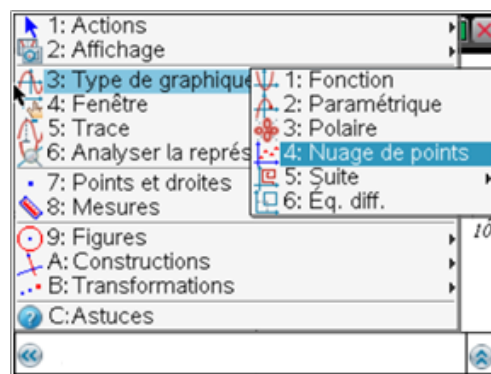 1: Actions
2: Affichage
3: Type de graphique
4: Fenêtre
5: Trace
6: Analyser la représ
7: Points et droites
8: Mesures
9: Figures
A: Constructions
B: Transformations
C: Astuces
1: Fonction
2: Paramétrique
3: Polaire
4: Nuage de points
5: Suite
6: Éq. diff.
10